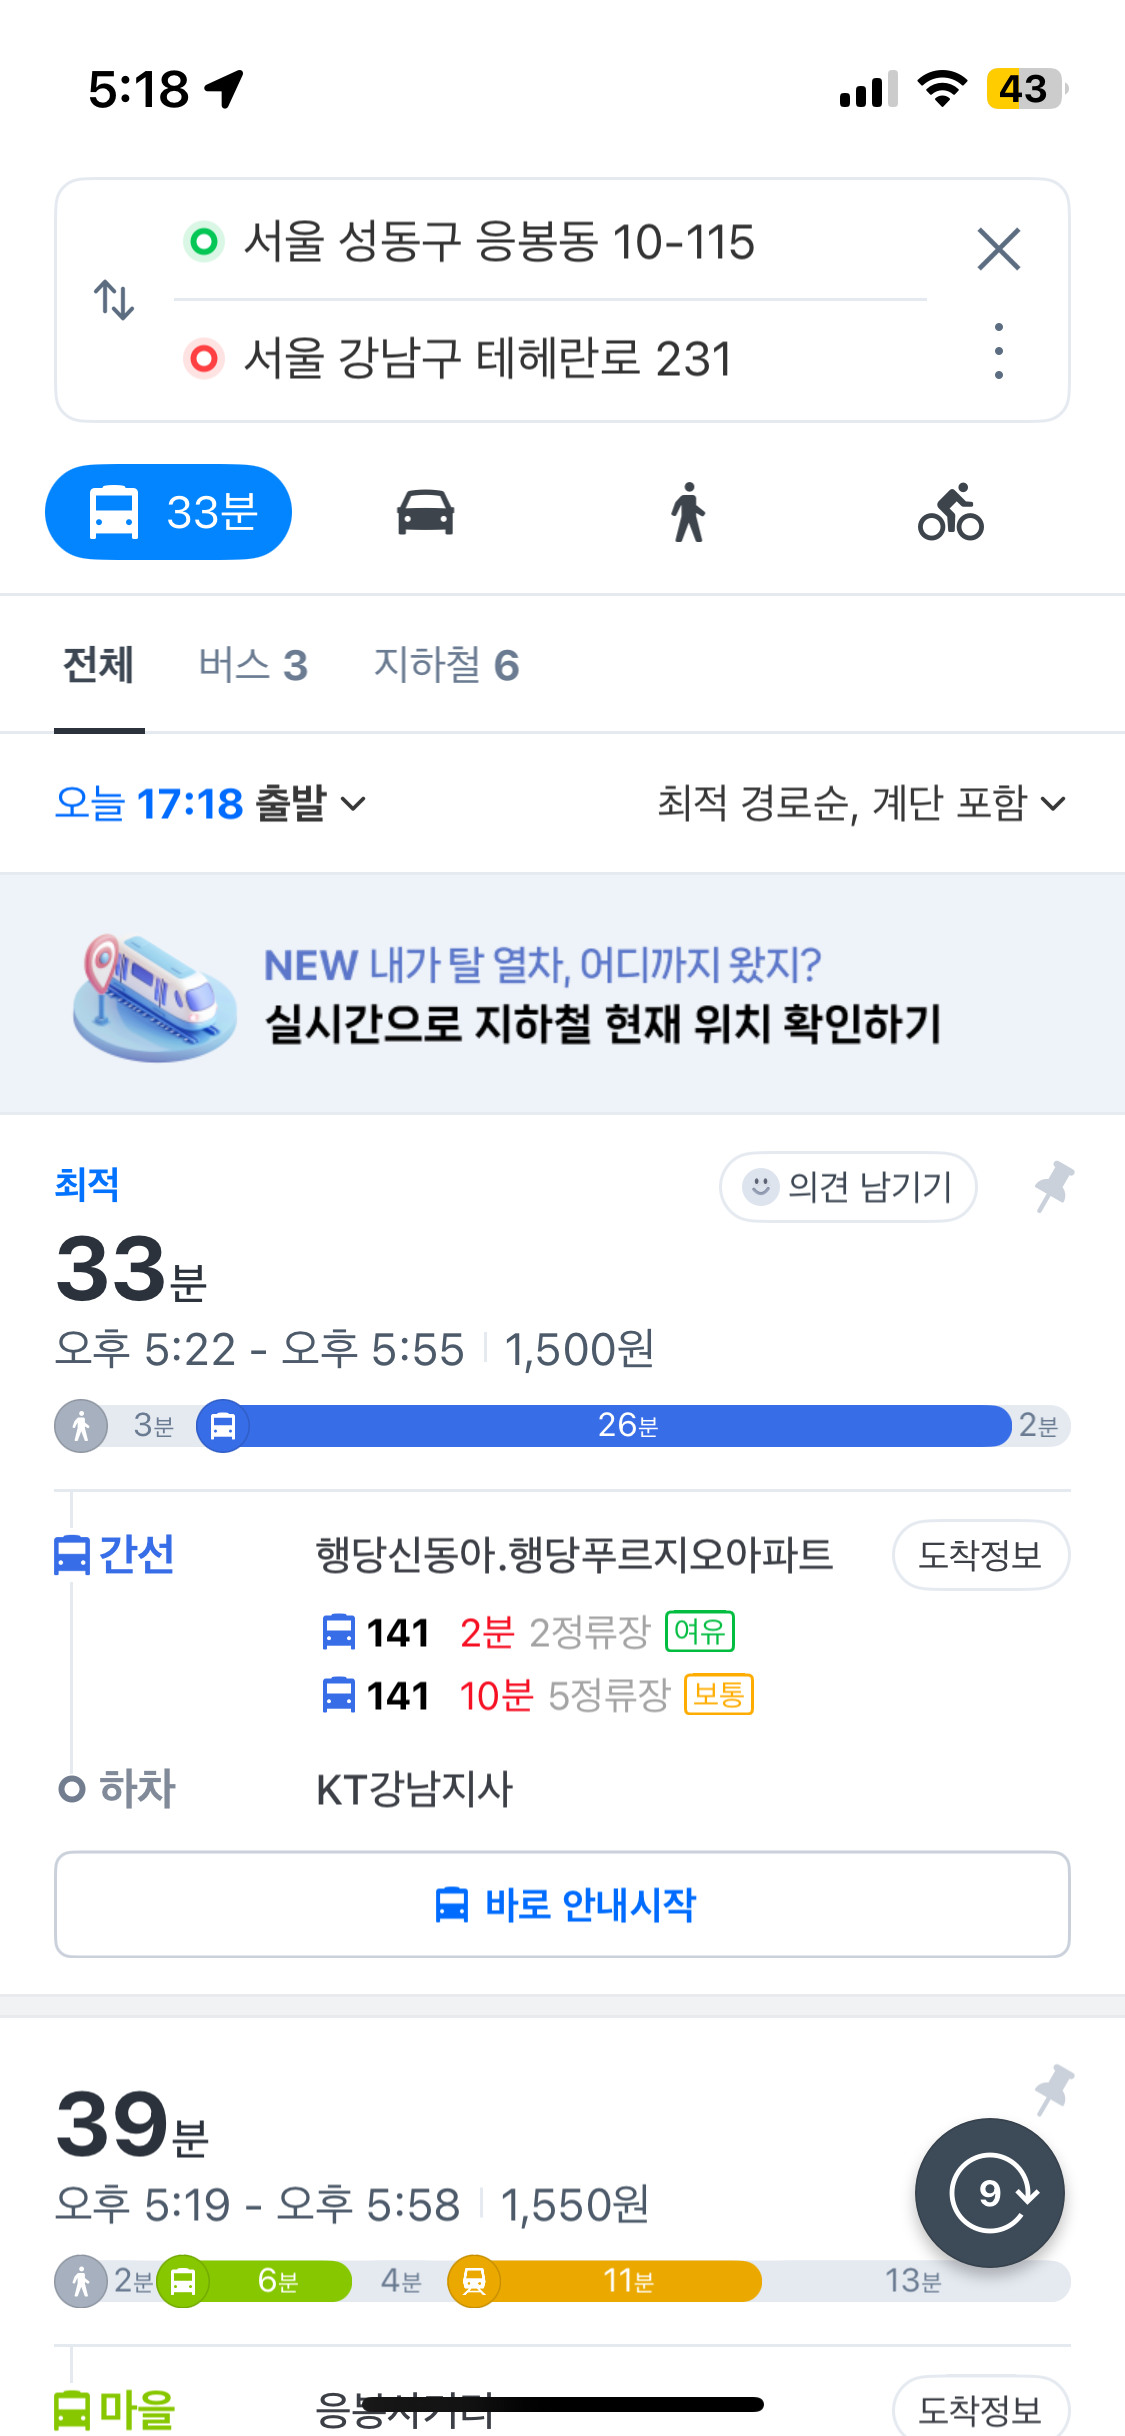 5:18
43
서울 성동구 응봉동 10-115
서울 강남구 테헤란로 231
33분
전체 버스 3 지하철 6
오늘 17:18 출발 최적 경로순, 계단 포함
NEW 내가 탈 열차, 어디까지 왔지?
실시간으로 지하철 현재 위치 확인하기
최적 의견 남기기
33분
오후 5:22 - 오후 5:55 1,500원
3분 26분 2분
간선 행당신동아.행당푸르지오아파트 도착정보
141 2분 2정류장 여유
141 10분 5정류장 보통
하차 KT강남지사
바로 안내시작
39분
오후 5:19 - 오후 5:58 1,550원
9
2분 6분 4분 11분 13분
마을 도착정보